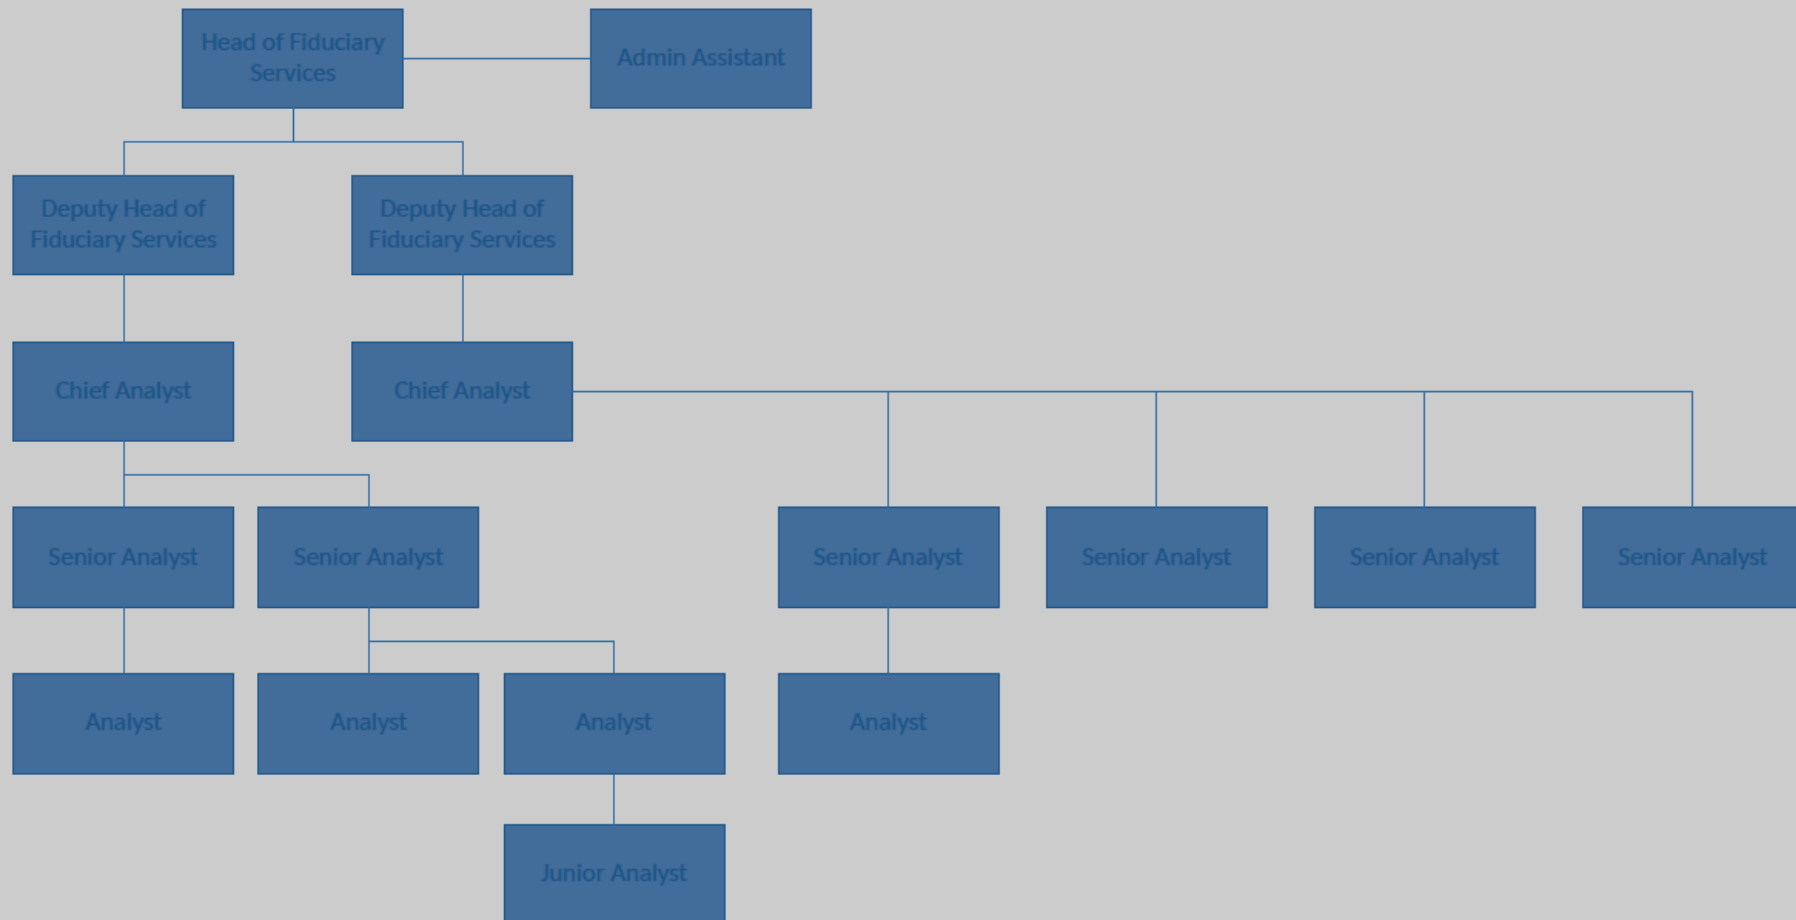 Head of Fiduciary
Services
Admin Assistant
Deputy Head of
Fiduciary Services
Deputy Head of
Fiduciary Services
Chief Analyst
Chief Analyst
Senior Analyst
Senior Analyst
Senior Analyst
Senior Analyst
Senior Analyst
Senior Analyst
Analyst
Analyst
Analyst
Analyst
Junior Analyst